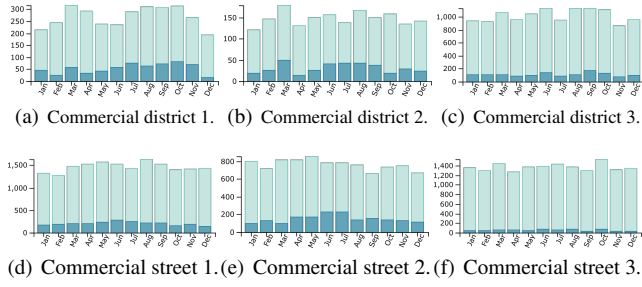 300
250
200
150
100
50
0
Jan Feb Mar Apr May Jun Jul Aug Sep Oct Nov Dec
(a) Commercial district 1.
150
100
50
0
Jan Feb Mar Apr May Jun Jul Aug Sep Oct Nov Dec
(b) Commercial district 2.
1,000
800
600
400
200
0
Jan Feb Mar Apr May Jun Jul Aug Sep Oct Nov Dec
(c) Commercial district 3.
1,500
1,000
500
0
Jan Feb Mar Apr May Jun Jul Aug Sep Oct Nov Dec
(d) Commercial street 1.
800
600
400
200
0
Jan Feb Mar Apr May Jun Jul Aug Sep Oct Nov Dec
(e) Commercial street 2.
1,400
1,200
1,000
800
600
400
200
0
Jan Feb Mar Apr May Jun Jul Aug Sep Oct Nov Dec
(f) Commercial street 3.